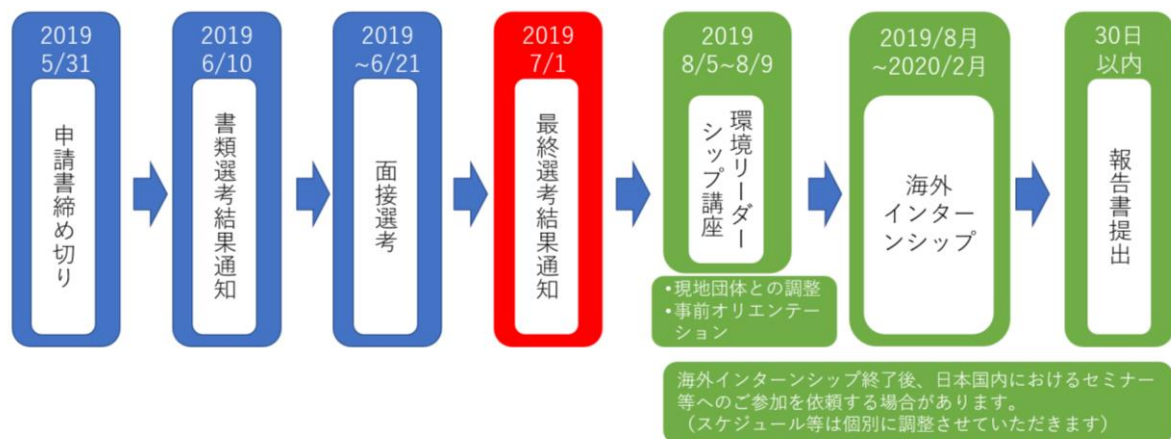 2019
5/31
申請書締め切り
2019
6/10
書類選考結果通知
2019
~6/21
面接選考
2019
7/1
最終選考結果通知
2019
8/5~8/9
環境リーダー
シップ講座
•現地団体との調整
•事前オリエンテー
ション
2019/8月
~2020/2月
海外
インター
ンシップ
30日
以内
報告書提出
海外インターンシップ終了後、日本国内におけるセミナー
等へのご参加を依頼する場合があります。
（スケジュール等は個別に調整させていただきます）